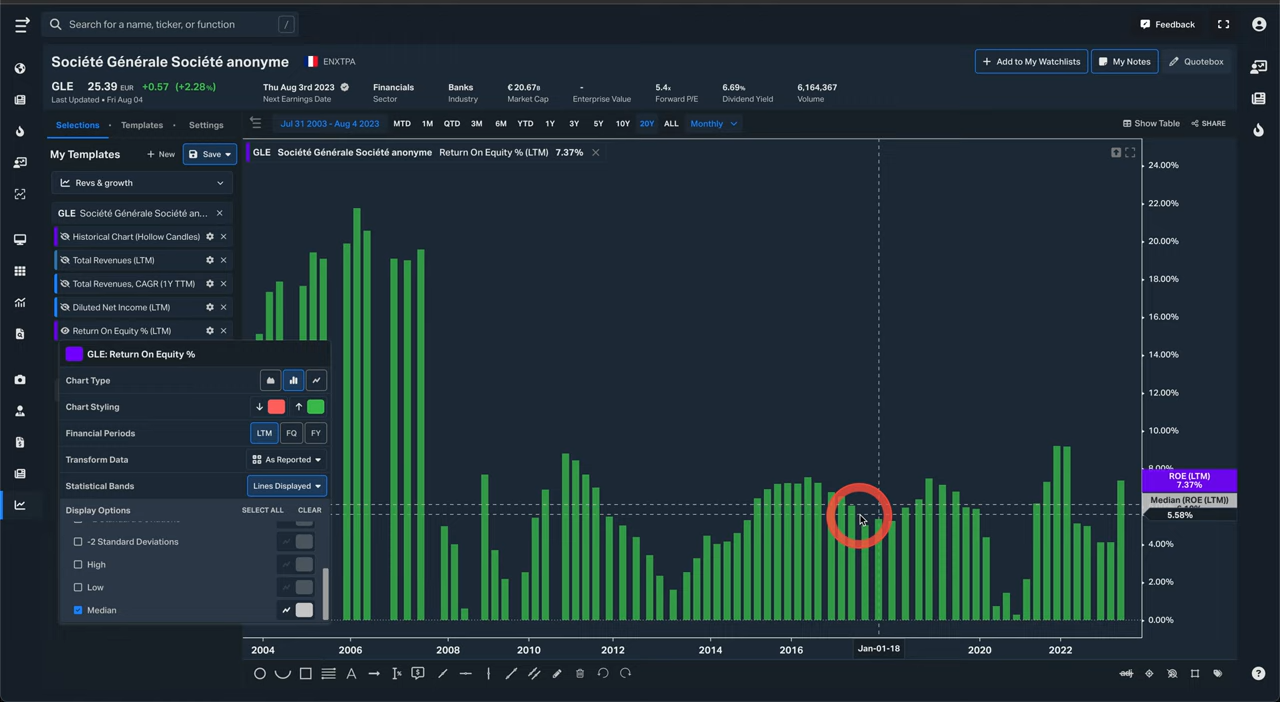 Search for a name, ticker, or function /
Feedback
Société Générale Société anonyme ENXTPA
+ Add to My Watchlists My Notes Quotebox
GLE 25.39 EUR +0.57 (+2.28%)
Last Updated • Fri Aug 04
Thu Aug 3rd 2023
Next Earnings Date
Financials
Sector
Banks
Industry
€ 20.67B
Market Cap
-
Enterprise Value
5.4x
Forward P/E
6.69%
Dividend Yield
6,164,367
Volume
Selections • Templates • Settings
Jul 31 2003 - Aug 4 2023 MTD 1M QTD 3M 6M YTD 1Y 3Y 5Y 10Y 20Y ALL Monthly
Show Table SHARE
My Templates + New Save
Revs & growth
GLE Société Générale Société an...
Historical Chart (Hollow Candles)
Total Revenues (LTM)
Total Revenues, CAGR (1Y TTM)
Diluted Net Income (LTM)
Return On Equity % (LTM)
GLE: Return On Equity %
Chart Type
Chart Styling
Financial Periods LTM FQ FY
Transform Data As Reported
Statistical Bands Lines Displayed
Display Options SELECT ALL CLEAR
-2 Standard Deviations
High
Low
Median
GLE Société Générale Société anonyme Return On Equity % (LTM) 7.37%
24.00%
22.00%
20.00%
18.00%
16.00%
14.00%
12.00%
10.00%
8.00%
ROE (LTM)
7.37%
Median (ROE (LTM))
5.58%
4.00%
2.00%
0.00%
2004 2006 2008 2010 2012 2014 2016 Jan-01-18 2020 2022
A
$
adj
?